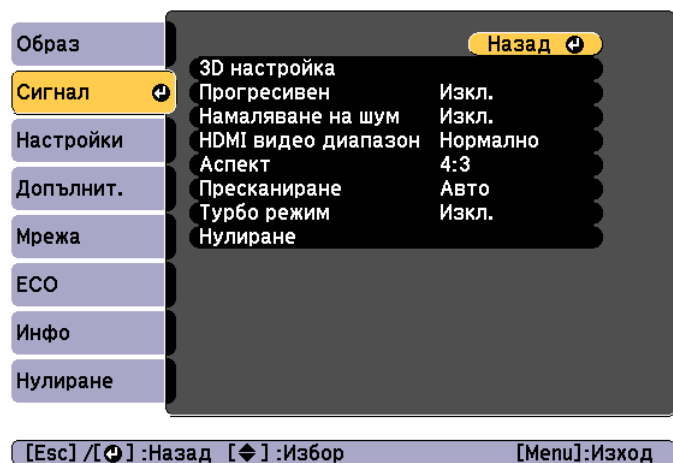 Образ
Сигнал
Настройки
Допълнит.
Мрежа
ECO
Инфо
Нулиране
Назад
3D настройка
Прогресивен Изкл.
Намаляване на шум Изкл.
HDMI видео диапазон Нормално
Аспект 4:3
Пресканиране Авто
Турбо режим Изкл.
Нулиране
[Esc] /[ ] :Назад [ ] :Избор [Menu]:Изход